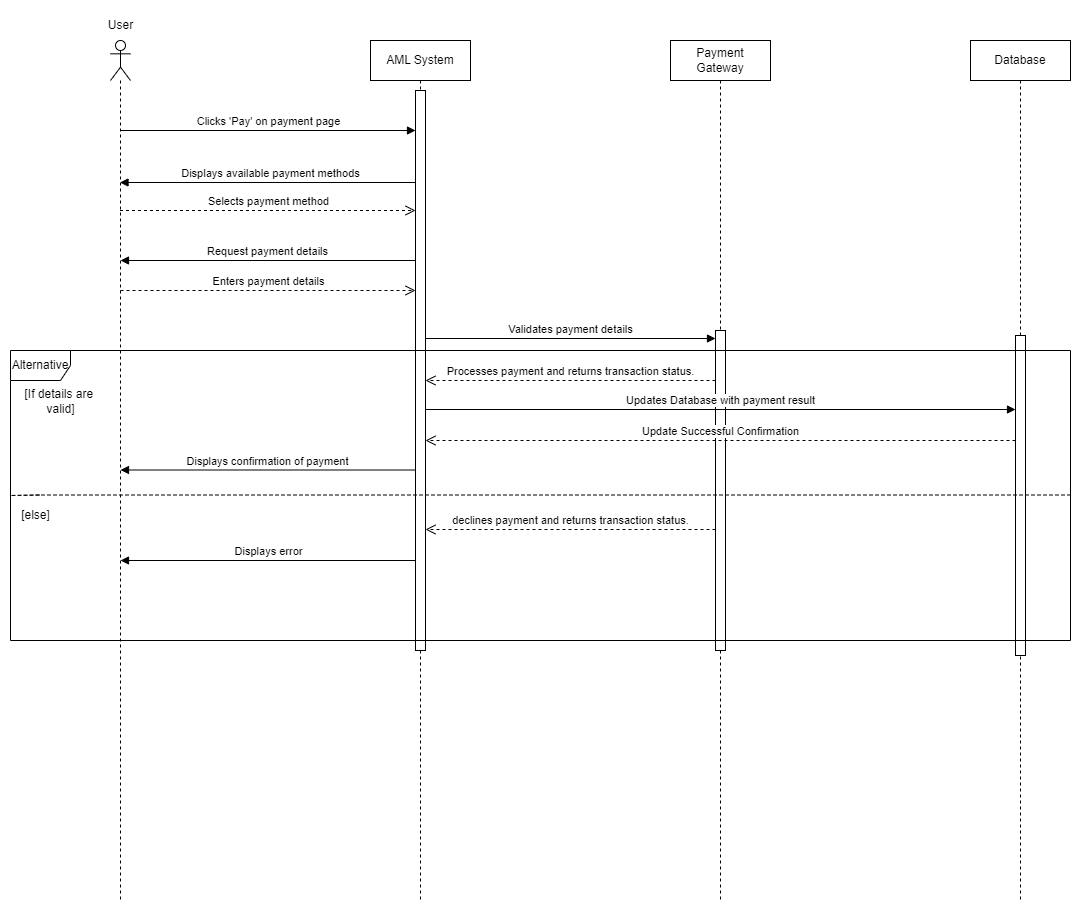 User
AML System
Payment
Gateway
Database
Clicks 'Pay' on payment page
Displays available payment methods
Selects payment method
Request payment details
Enters payment details
Validates payment details
Alternative
[If details are
valid]
Processes payment and returns transaction status.
Updates Database with payment result
Update Successful Confirmation
Displays confirmation of payment
[else]
declines payment and returns transaction status.
Displays error